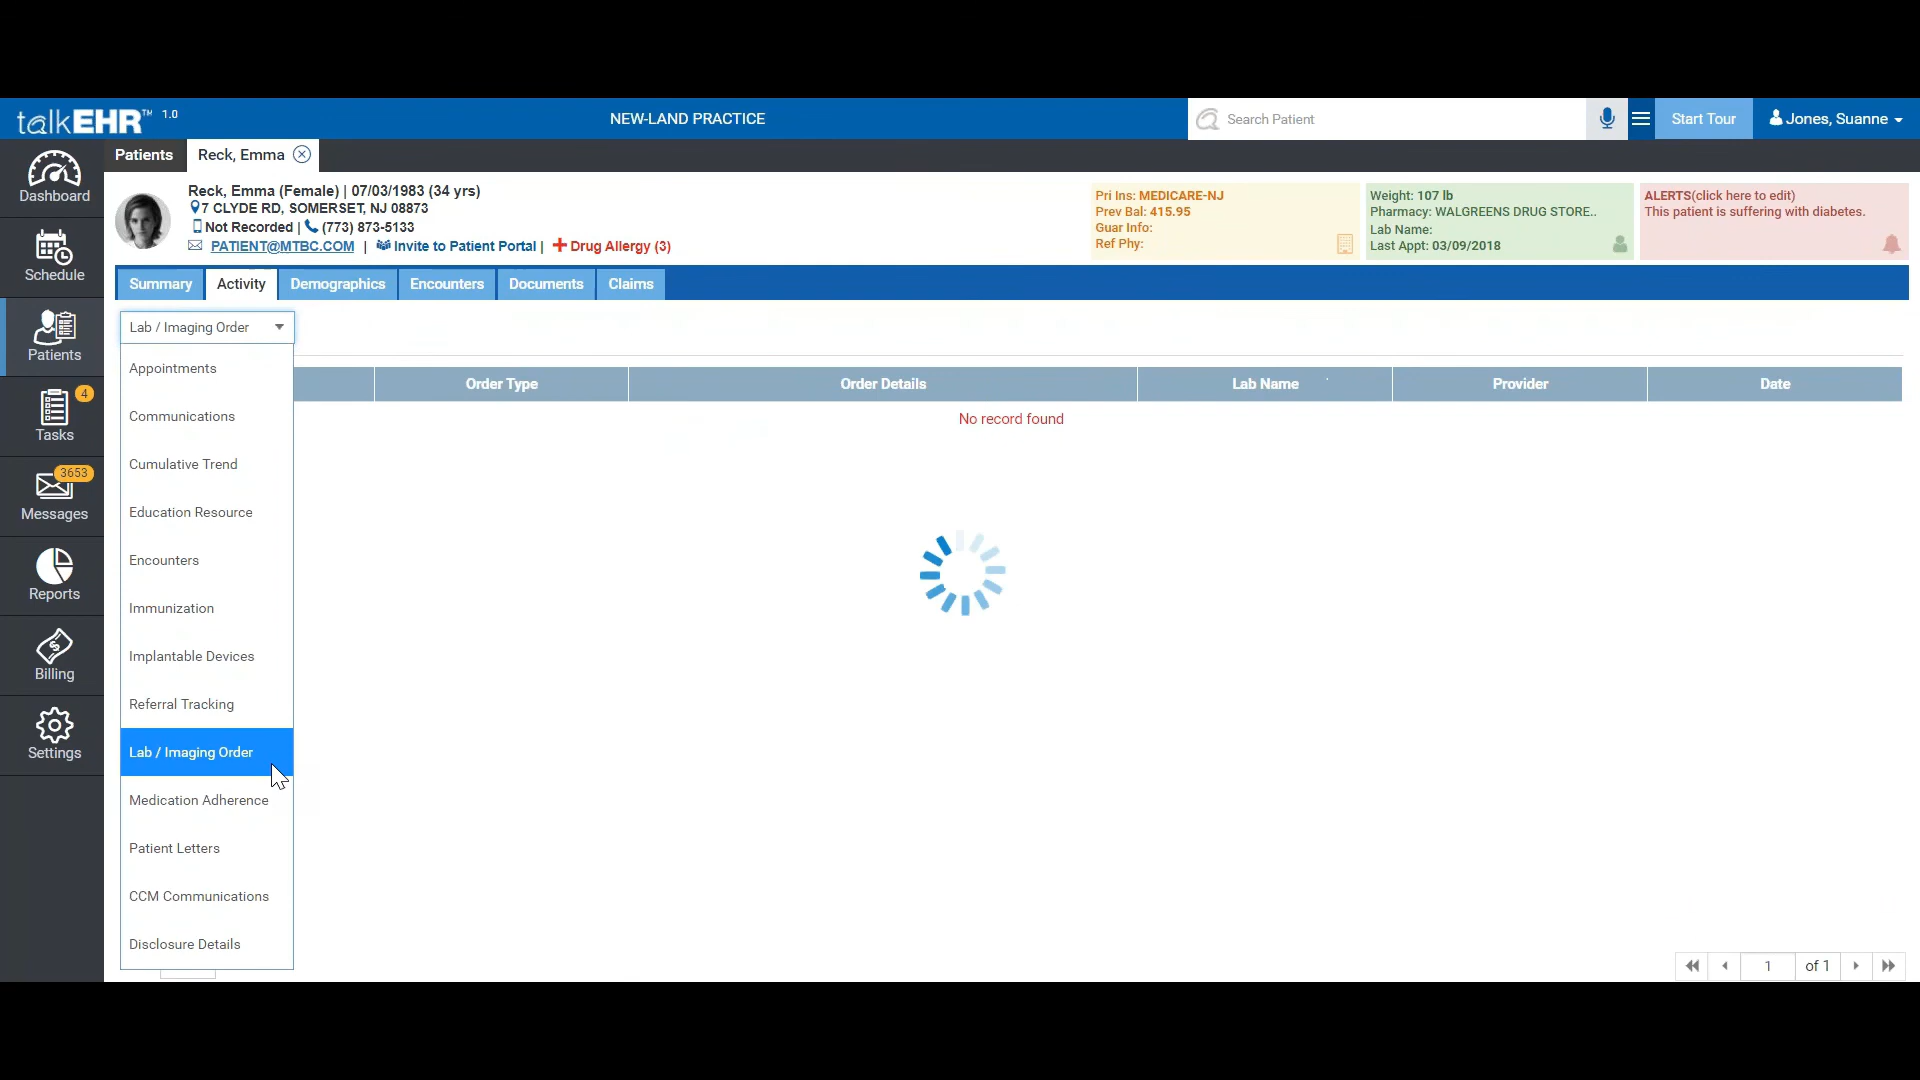 talkEHR™ 1.0
NEW-LAND PRACTICE
Search Patient
Start Tour
Jones, Suanne
Patients
Reck, Emma
Dashboard
Schedule
Patients
4
Tasks
3653
Messages
Reports
Billing
Settings
Reck, Emma (Female) | 07/03/1983 (34 yrs)
7 CLYDE RD, SOMERSET, NJ 08873
Not Recorded | (773) 873-5133
PATIENT@MTBC.COM | Invite to Patient Portal | Drug Allergy (3)
Pri Ins: MEDICARE-NJ
Prev Bal: 415.95
Guar Info:
Ref Phy:
Weight: 107 lb
Pharmacy: WALGREENS DRUG STORE..
Lab Name:
Last Appt: 03/09/2018
ALERTS(click here to edit)
This patient is suffering with diabetes.
Summary
Activity
Demographics
Encounters
Documents
Claims
Lab / Imaging Order
Appointments
Communications
Cumulative Trend
Education Resource
Encounters
Immunization
Implantable Devices
Referral Tracking
Lab / Imaging Order
Medication Adherence
Patient Letters
CCM Communications
Disclosure Details
Order Type
Order Details
Lab Name
Provider
Date
No record found
1 of 1